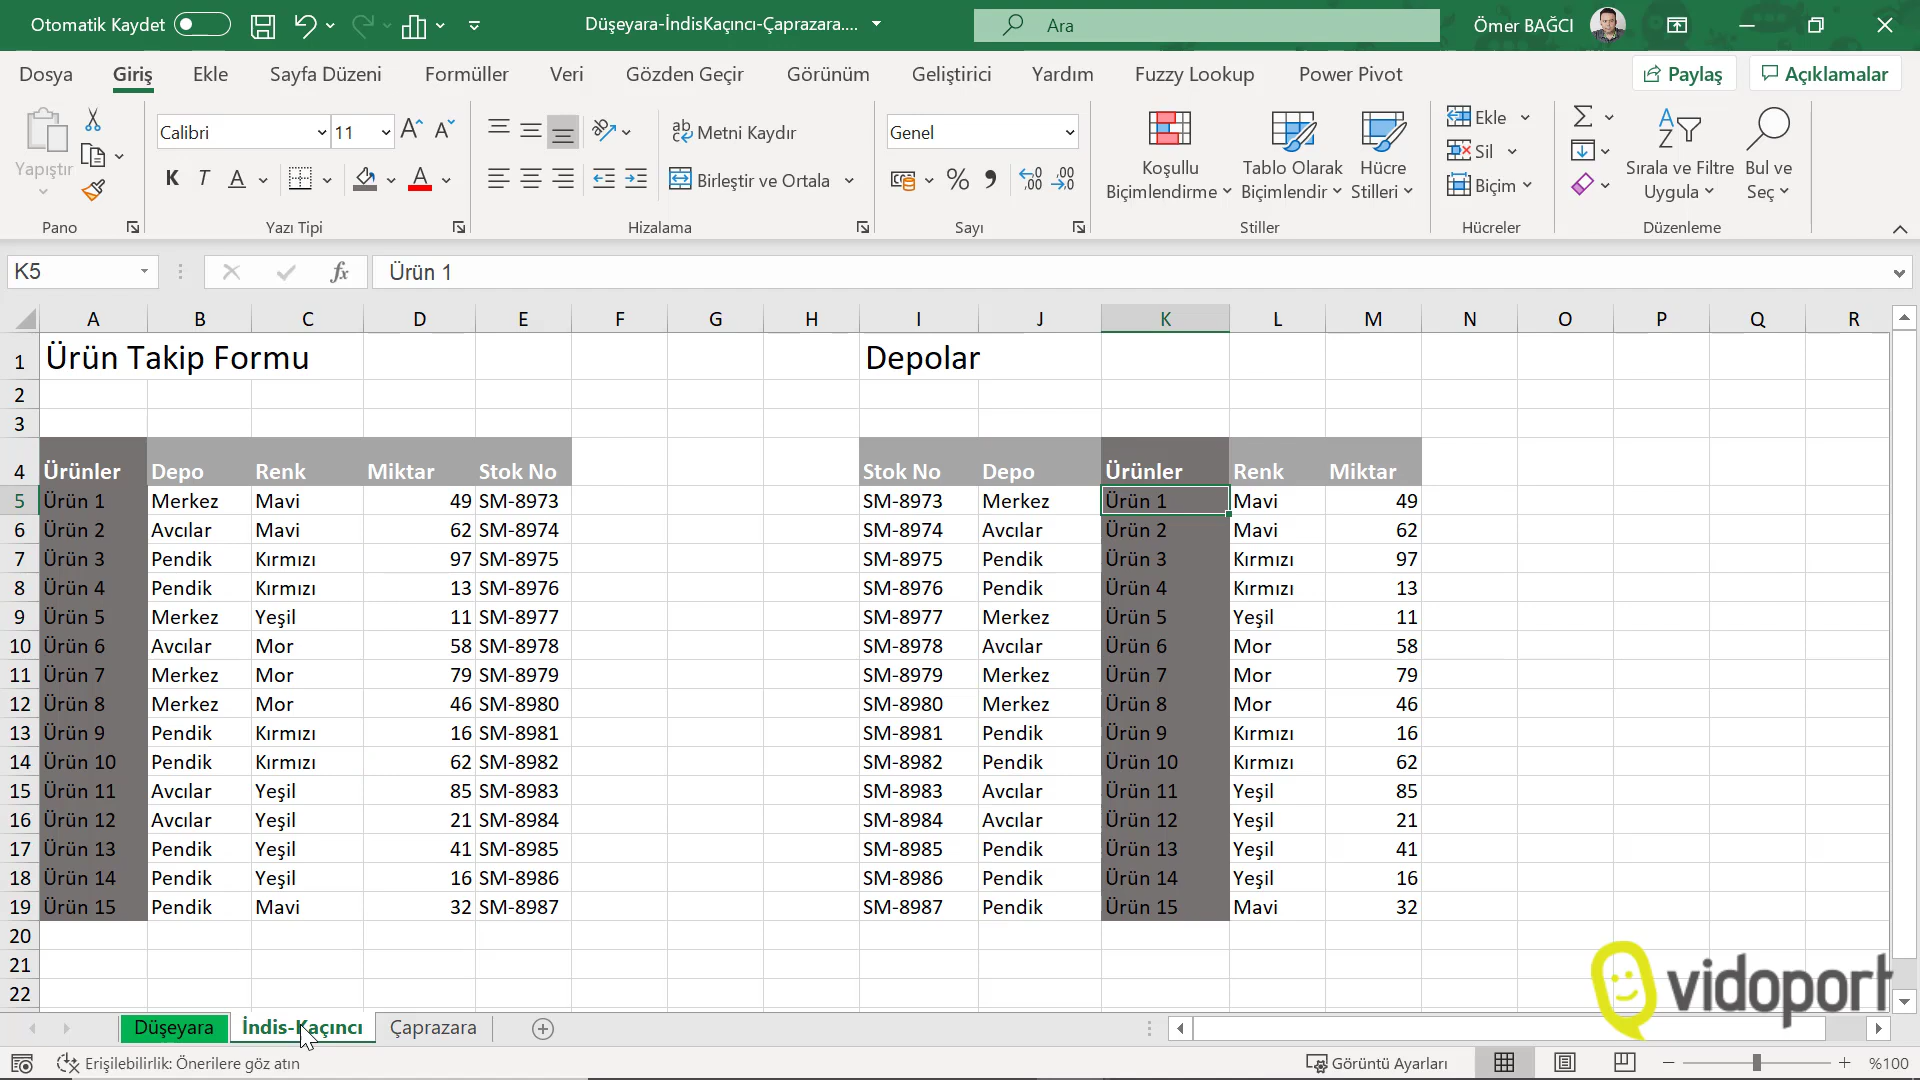 Otomatik Kaydet
Düşeyara-İndisKaçıncı-Çaprazara....
Ara
Ömer BAĞCI
Dosya Giriş Ekle Sayfa Düzeni Formüller Veri Gözden Geçir Görünüm Geliştirici Yardım Fuzzy Lookup Power Pivot Paylaş Açıklamalar
Yapıştır
Calibri 11
K T A
Metni Kaydır
Birleştir ve Ortala
Genel
Koşullu Biçimlendirme
Tablo Olarak Biçimlendir
Hücre Stilleri
Ekle
Sil
Biçim
Sırala ve Filtre Uygula
Bul ve Seç
Pano Yazı Tipi Hizalama Sayı Stiller Hücreler Düzenleme
K5 fx Ürün 1
A B C D E F G H I J K L M N O P Q R
1 Ürün Takip Formu Depolar
2
3
4 Ürünler Depo Renk Miktar Stok No Stok No Depo Ürünler Renk Miktar
5 Ürün 1 Merkez Mavi 49 SM-8973 SM-8973 Merkez Ürün 1 Mavi 49
6 Ürün 2 Avcılar Mavi 62 SM-8974 SM-8974 Avcılar Ürün 2 Mavi 62
7 Ürün 3 Pendik Kırmızı 97 SM-8975 SM-8975 Pendik Ürün 3 Kırmızı 97
8 Ürün 4 Pendik Kırmızı 13 SM-8976 SM-8976 Pendik Ürün 4 Kırmızı 13
9 Ürün 5 Merkez Yeşil 11 SM-8977 SM-8977 Merkez Ürün 5 Yeşil 11
10 Ürün 6 Avcılar Mor 58 SM-8978 SM-8978 Avcılar Ürün 6 Mor 58
11 Ürün 7 Merkez Mor 79 SM-8979 SM-8979 Merkez Ürün 7 Mor 79
12 Ürün 8 Merkez Mor 46 SM-8980 SM-8980 Merkez Ürün 8 Mor 46
13 Ürün 9 Pendik Kırmızı 16 SM-8981 SM-8981 Pendik Ürün 9 Kırmızı 16
14 Ürün 10 Pendik Kırmızı 62 SM-8982 SM-8982 Pendik Ürün 10 Kırmızı 62
15 Ürün 11 Avcılar Yeşil 85 SM-8983 SM-8983 Avcılar Ürün 11 Yeşil 85
16 Ürün 12 Avcılar Yeşil 21 SM-8984 SM-8984 Avcılar Ürün 12 Yeşil 21
17 Ürün 13 Pendik Yeşil 41 SM-8985 SM-8985 Pendik Ürün 13 Yeşil 41
18 Ürün 14 Pendik Yeşil 16 SM-8986 SM-8986 Pendik Ürün 14 Yeşil 16
19 Ürün 15 Pendik Mavi 32 SM-8987 SM-8987 Pendik Ürün 15 Mavi 32
20
21
22
vidoport
Düşeyara İndis-Kaçıncı Çaprazara
Erişilebilirlik: Önerilere göz atın Görüntü Ayarları %100